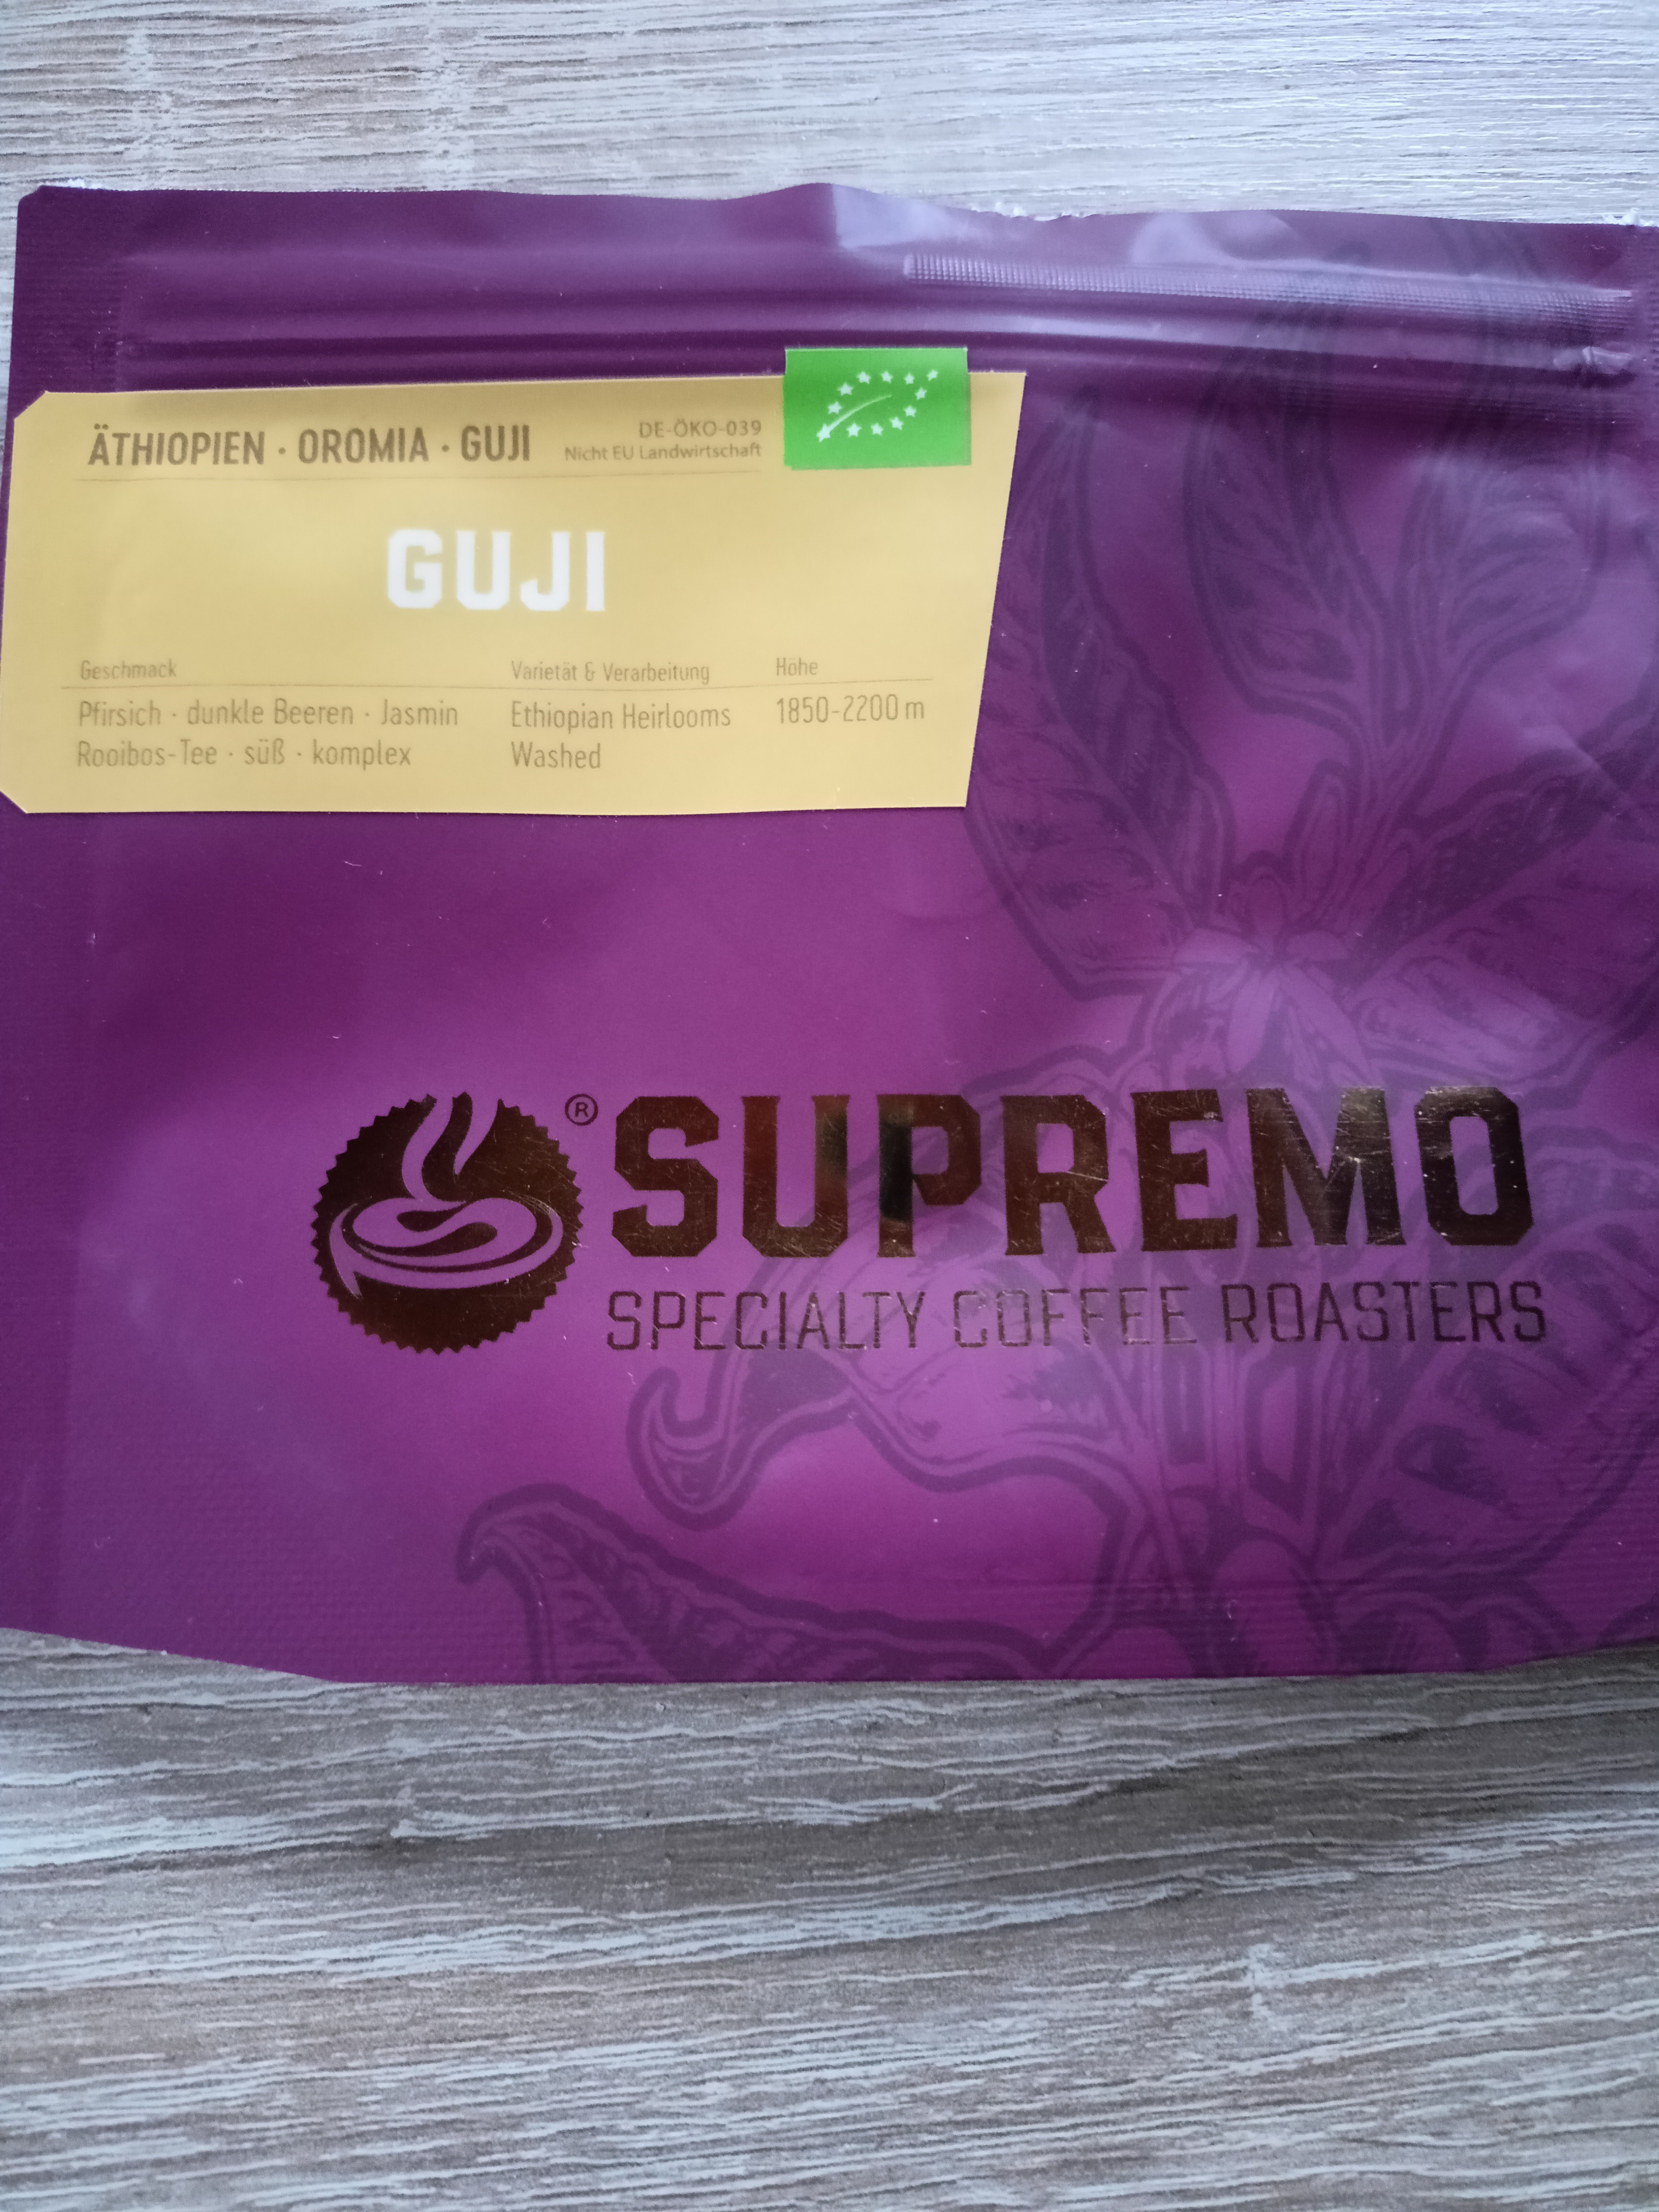 ÄTHIOPIEN · OROMIA · GUJI
DE-ÖKO-039
Nicht EU Landwirtschaft
GUJI
Geschmack
Pfirsich · dunkle Beeren · Jasmin
Rooibos-Tee · süß · komplex
Varietät & Verarbeitung
Ethiopian Heirlooms
Washed
Höhe
1850-2200 m
® SUPREMO
SPECIALTY COFFEE ROASTERS